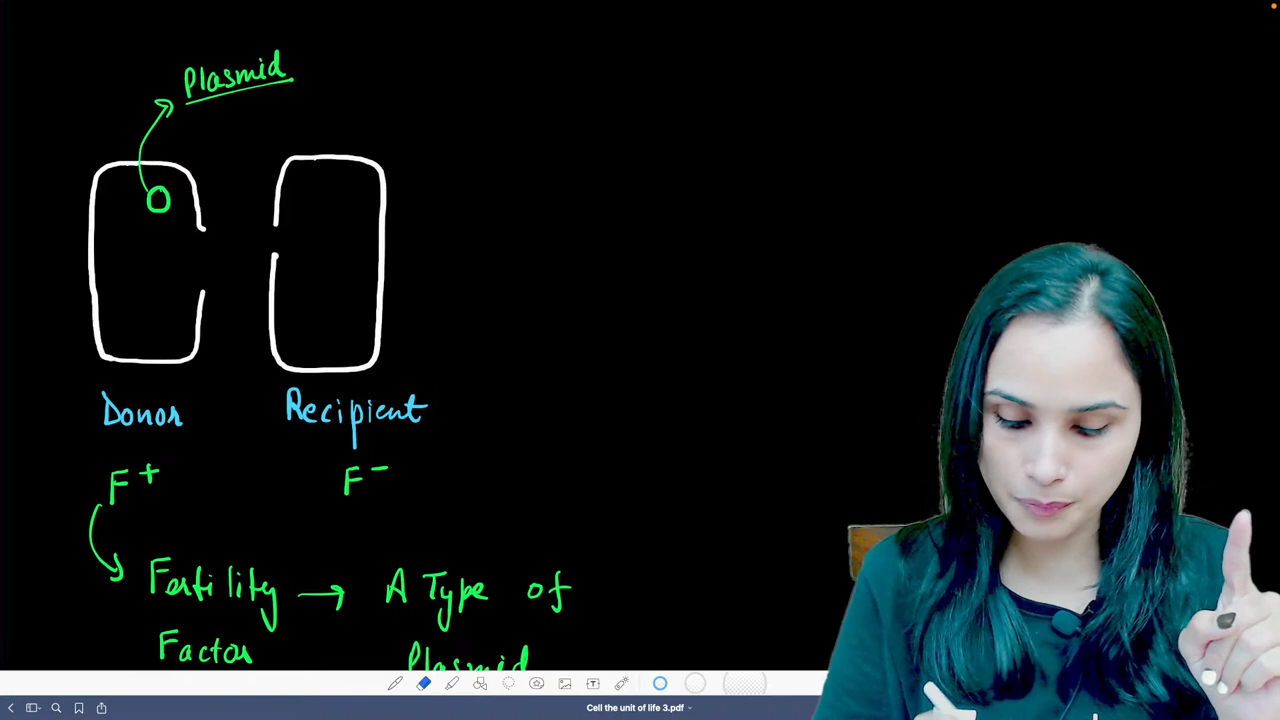 Plasmid
Donor Recipient
F+ F-
Fertility → A Type of
Factor Plasmid
Cell the unit of life 3.pdf